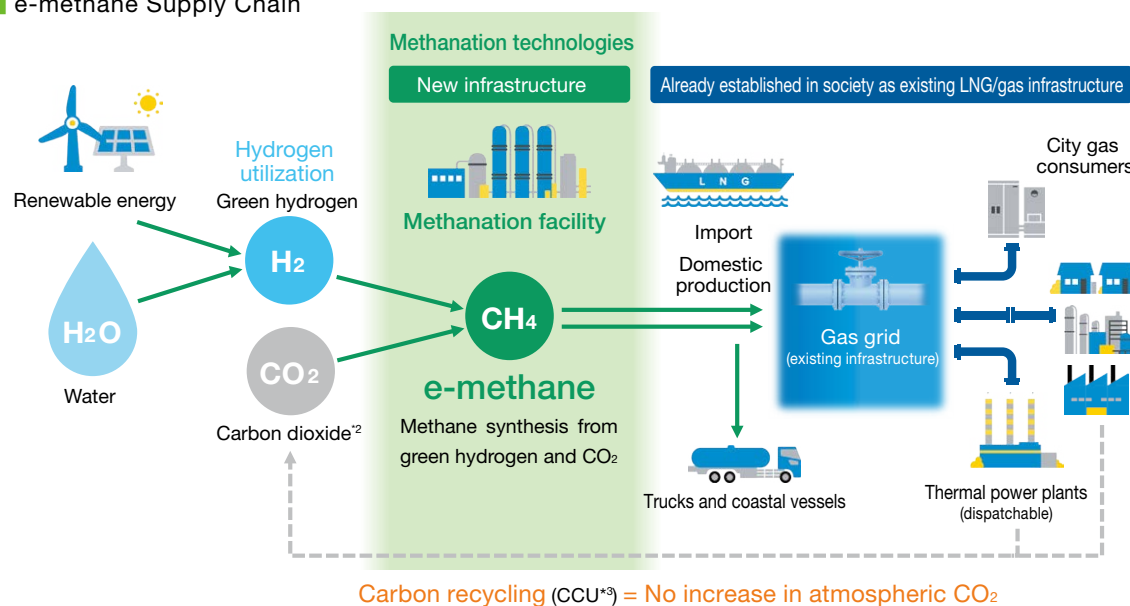 e-methane Supply Chain
Methanation technologies
New infrastructure
Already established in society as existing LNG/gas infrastructure
Renewable energy
Hydrogen
utilization
Green hydrogen
H2
H2O
Water
CO2
Carbon dioxide*2
Methanation facility
CH4
e-methane
Methane synthesis from
green hydrogen and CO2
LNG
Import
Domestic
production
Trucks and coastal vessels
Gas grid
(existing infrastructure)
City gas
consumers
Thermal power plants
(dispatchable)
Carbon recycling (CCU*3) = No increase in atmospheric CO2